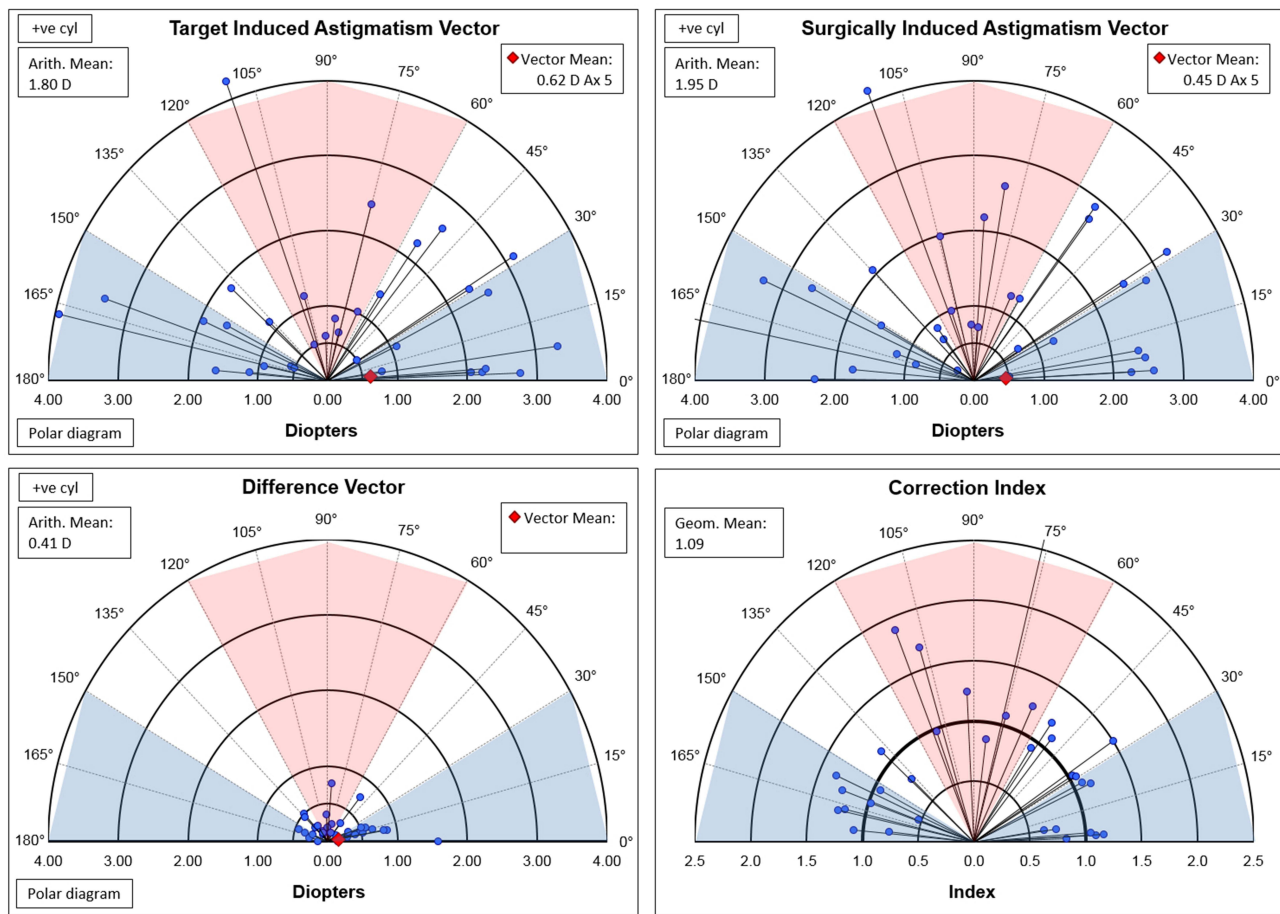 +ve cyl
Target Induced Astigmatism Vector
Arith. Mean:
1.80 D
Vector Mean:
0.62 D Ax 5
90°
105°
75°
120°
60°
135°
45°
150°
30°
165°
15°
180°
0°
4.00 3.00 2.00 1.00 0.00 1.00 2.00 3.00 4.00
Polar diagram
Diopters
+ve cyl
Surgically Induced Astigmatism Vector
Arith. Mean:
1.95 D
Vector Mean:
0.45 D Ax 5
90°
105°
75°
120°
60°
135°
45°
150°
30°
165°
15°
180°
0°
4.00 3.00 2.00 1.00 0.00 1.00 2.00 3.00 4.00
Polar diagram
Diopters
+ve cyl
Difference Vector
Arith. Mean:
0.41 D
Vector Mean:
90°
105°
75°
120°
60°
135°
45°
150°
30°
165°
15°
180°
0°
4.00 3.00 2.00 1.00 0.00 1.00 2.00 3.00 4.00
Polar diagram
Diopters
Correction Index
Geom. Mean:
1.09
90°
105°
75°
120°
60°
135°
45°
150°
30°
165°
15°
180°
0°
2.5 2.0 1.5 1.0 0.5 0.0 0.5 1.0 1.5 2.0 2.5
Index